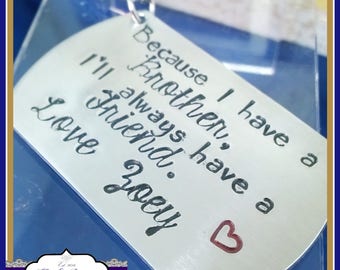 Because I have a
Brother,
I'll always have a
friend.
Love Zoey